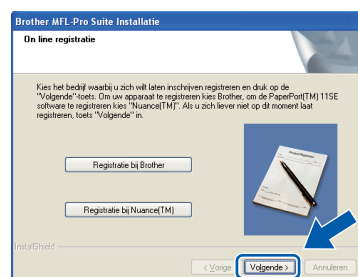 Brother MFL-Pro Suite Installatie
On line registratie
Kies het bedrijf waarbij u zich wilt laten inschrijven registreren en druk op de
"Volgende"-toets. Om uw apparaat te registreren kies Brother, om de PaperPort(TM) 11SE
software te registreren kies "Nuance(TM)". Als u zich liever niet op dit moment laat
registreren, toets "Volgende" in.
Registratie bij Brother
Registratie bij Nuance(TM)
InstallShield
< Vorige
Volgende >
Annuleren